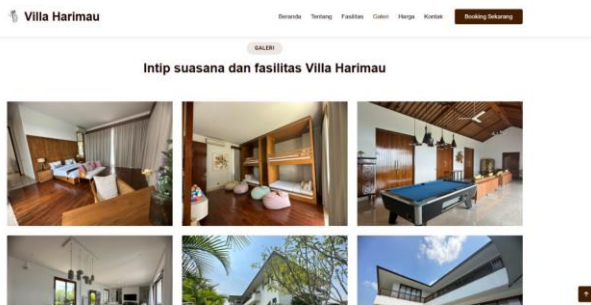 Villa Harimau
Beranda Tentang Fasilitas Galeri Harga Kontak Booking Sekarang
GALERI
Intip suasana dan fasilitas Villa Harimau